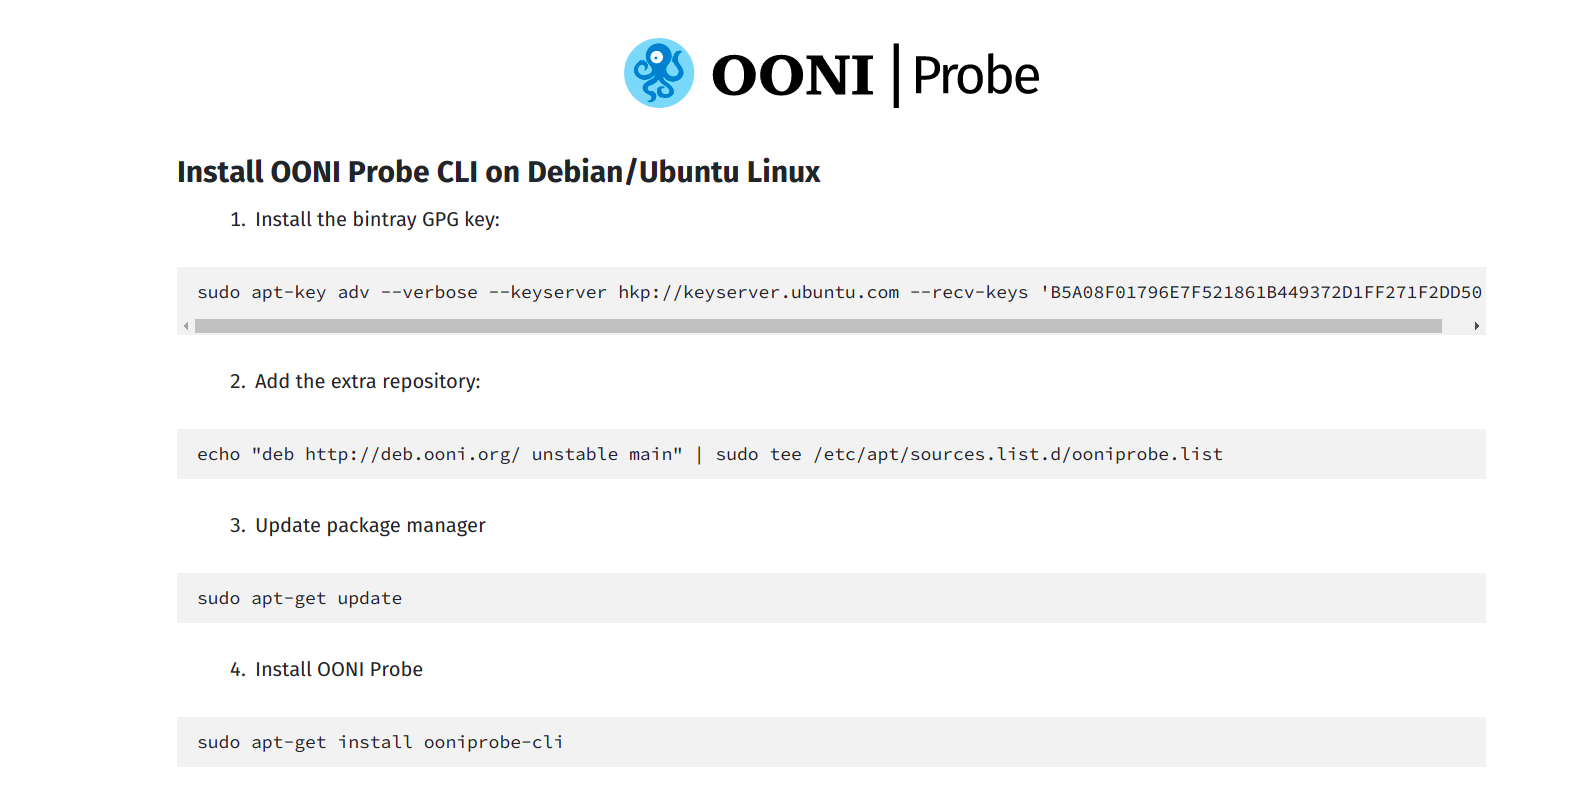 OONI | Probe
Install OONI Probe CLI on Debian/Ubuntu Linux
1. Install the bintray GPG key:
sudo apt-key adv --verbose --keyserver hkp://keyserver.ubuntu.com --recv-keys 'B5A08F01796E7F521861B449372D1FF271F2DD50
2. Add the extra repository:
echo "deb http://deb.ooni.org/ unstable main" | sudo tee /etc/apt/sources.list.d/ooniprobe.list
3. Update package manager
sudo apt-get update
4. Install OONI Probe
sudo apt-get install ooniprobe-cli